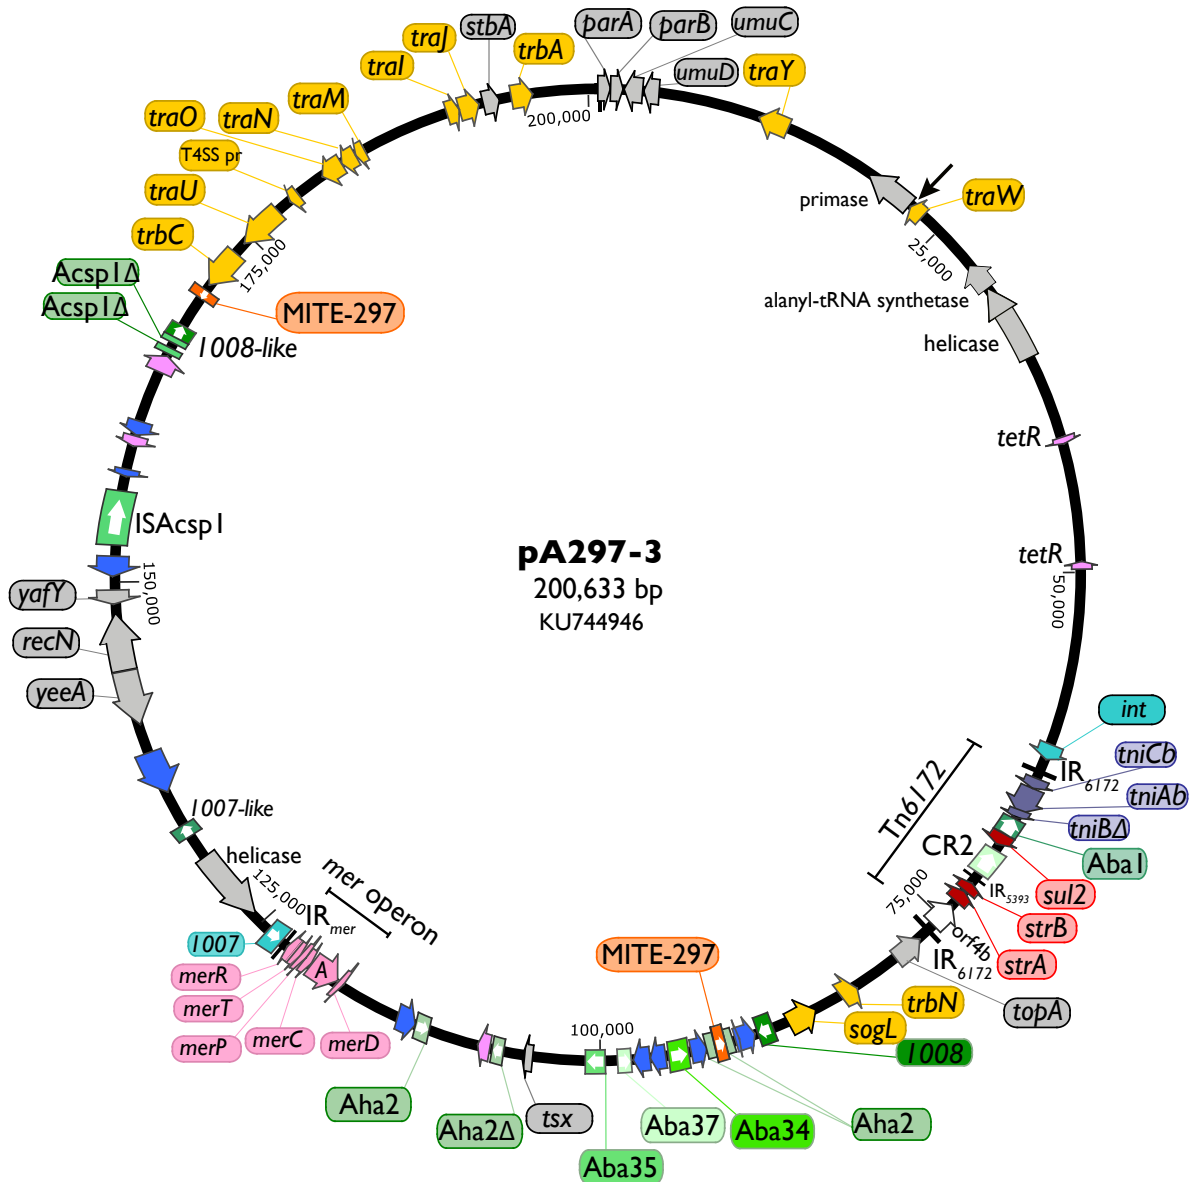 stbA
parA
parB
umuC
traJ
trbA
traI
umuD
traY
traM
traO
traN
200,000
T4SS pr
traU
primase
traW
trbC
175,000
25,000
Acsp1Δ
Acsp1Δ
MITE-297
alanyl-tRNA synthetase
1008-like
helicase
tetR
ISAcsp1
pA297-3
200,633 bp
KU744946
tetR
50,000
150,000
yafY
recN
yeeA
int
tniCb
IR6172
Tn6172
tniAb
tniBΔ
1007-like
CR2
Aba1
helicase
mer operon
125,000
75,000
IR5393
sul2
IRmer
strB
orf4b
1007
MITE-297
IR6172
strA
merR
A
trbN
topA
merT
sogL
100,000
merP
merC
merD
1008
Aha2
tsx
Aba37
Aba34
Aha2
Aha2Δ
Aba35